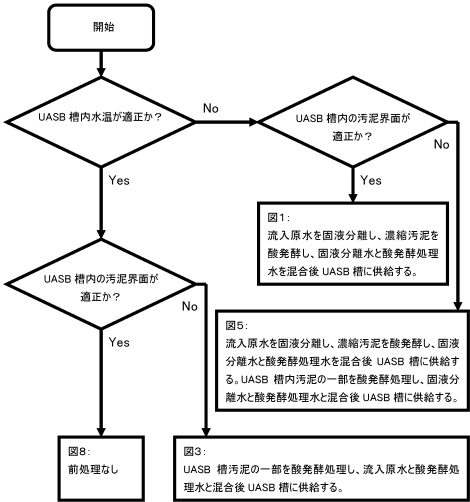 開始
UASB 槽内水温が適正か?
No
UASB 槽内の汚泥界面が
適正か?
No
Yes
Yes
図1:
流入原水を固液分離し、濃縮汚泥を
酸発酵し、固液分離水と酸発酵処理
水を混合後 UASB 槽に供給する。
UASB 槽内の汚泥界面が
適正か?
No
Yes
図5:
流入原水を固液分離し、濃縮汚泥を酸発酵し、固液
分離水と酸発酵処理水を混合後 UASB 槽に供給す
る。UASB 槽内汚泥の一部を酸発酵処理し、固液分
離水と酸発酵処理水と混合後 UASB 槽に供給する。
図8:
前処理なし
図3:
UASB 槽汚泥の一部を酸発酵処理し、流入原水と酸発酵処
理水と混合後 UASB 槽に供給する。